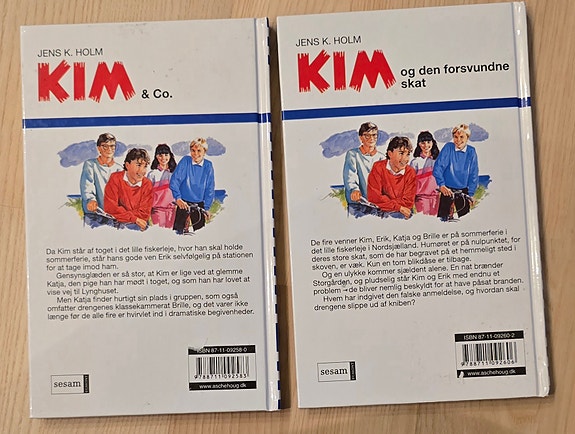 JENS K. HOLM
KIM
& Co.
Da Kim står af toget i det lille fiskerleje, hvor han skal holde
sommerferie, står hans gode ven Erik selvfølgelig på stationen
for at tage imod ham.
Gensynsglæden er så stor, at Kim er lige ved at glemme
Katja, den pige han har mødt i toget, og som han har lovet at
vise vej til Lynghuset.
Men Katja finder hurtigt sin plads i gruppen, som også
omfatter drengenes klassekammerat Brille, og det varer ikke
længe før de alle fire er hvirvlet ind i dramatiske begivenheder.
sesam
ISBN 87-11-09258-0
9 788711 092583
www.aschehoug.dk
JENS K. HOLM
KIM
og den forsvundne
skat
De fire venner Kim, Erik, Katja og Brille er på sommerferie i
det lille fiskerleje i Nordsjælland. Humøret er på nulpunktet, for
deres store skat, som de har begravet på et hemmeligt sted i
skoven, er væk. Kun en tom blikdåse er tilbage.
Og en ulykke kommer sjældent alene. En nat brænder
Storgården, og pludselig står Kim og Erik med endnu et
problem - de bliver nemlig beskyldt for at have påsat branden.
Hvem har indgivet den falske anmeldelse, og hvordan skal
drengene slippe ud af kniben?
sesam
ISBN 87-11-09260-2
9 788711 092606
www.aschehoug.dk